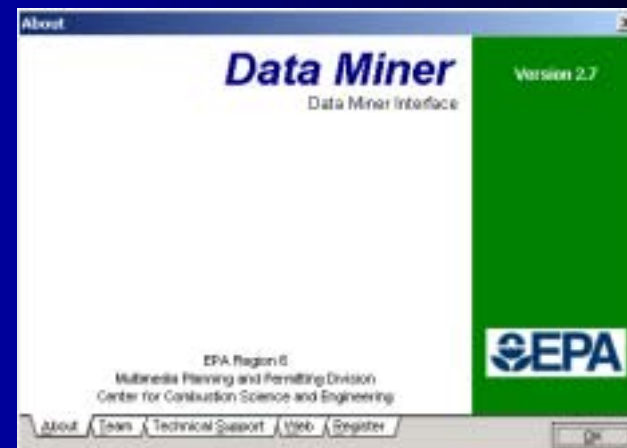 About
Data Miner
Data Miner Interface
Version 2.7
EPA Region 6
Multimedia Planning and Permitting Division
Center for Combustion Science and Engineering
EPA
About Team Technical Support Web Register
OK